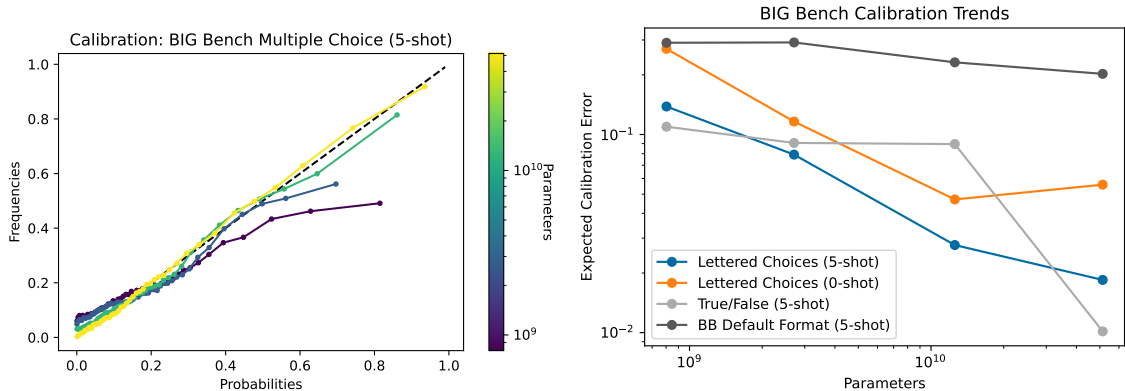 Calibration: BIG Bench Multiple Choice (5-shot)
Frequencies
1.0
0.8
0.6
0.4
0.2
0.0
0.0 0.2 0.4 0.6 0.8 1.0
Probabilities
10¹⁰
10⁹
Parameters
BIG Bench Calibration Trends
Expected Calibration Error
10⁻¹
10⁻²
Lettered Choices (5-shot)
Lettered Choices (0-shot)
True/False (5-shot)
BB Default Format (5-shot)
10⁹ 10¹⁰
Parameters